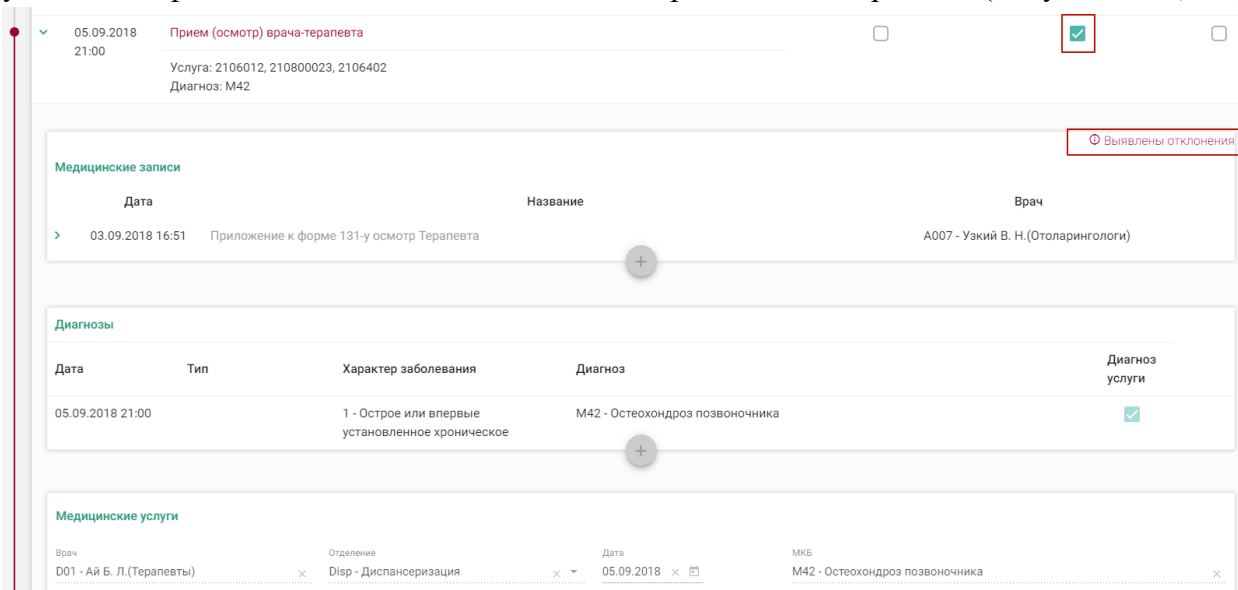 05.09.2018 Прием (осмотр) врача-терапевта
21:00
Услуга: 2106012, 210800023, 2106402
Диагноз: M42
Выявлены отклонения
Медицинские записи
Дата Название Врач
03.09.2018 16:51 Приложение к форме 131-у осмотр Терапевта А007 - Узкий В. Н.(Отоларингологи)
Диагнозы
Дата Тип Характер заболевания Диагноз Диагноз услуги
05.09.2018 21:00 1 - Острое или впервые M42 - Остеохондроз позвоночника
установленное хроническое
Медицинские услуги
Врач Отделение Дата МКБ
D01 - Ай Б. Л.(Терапевты) Disp - Диспансеризация 05.09.2018 M42 - Остеохондроз позвоночника